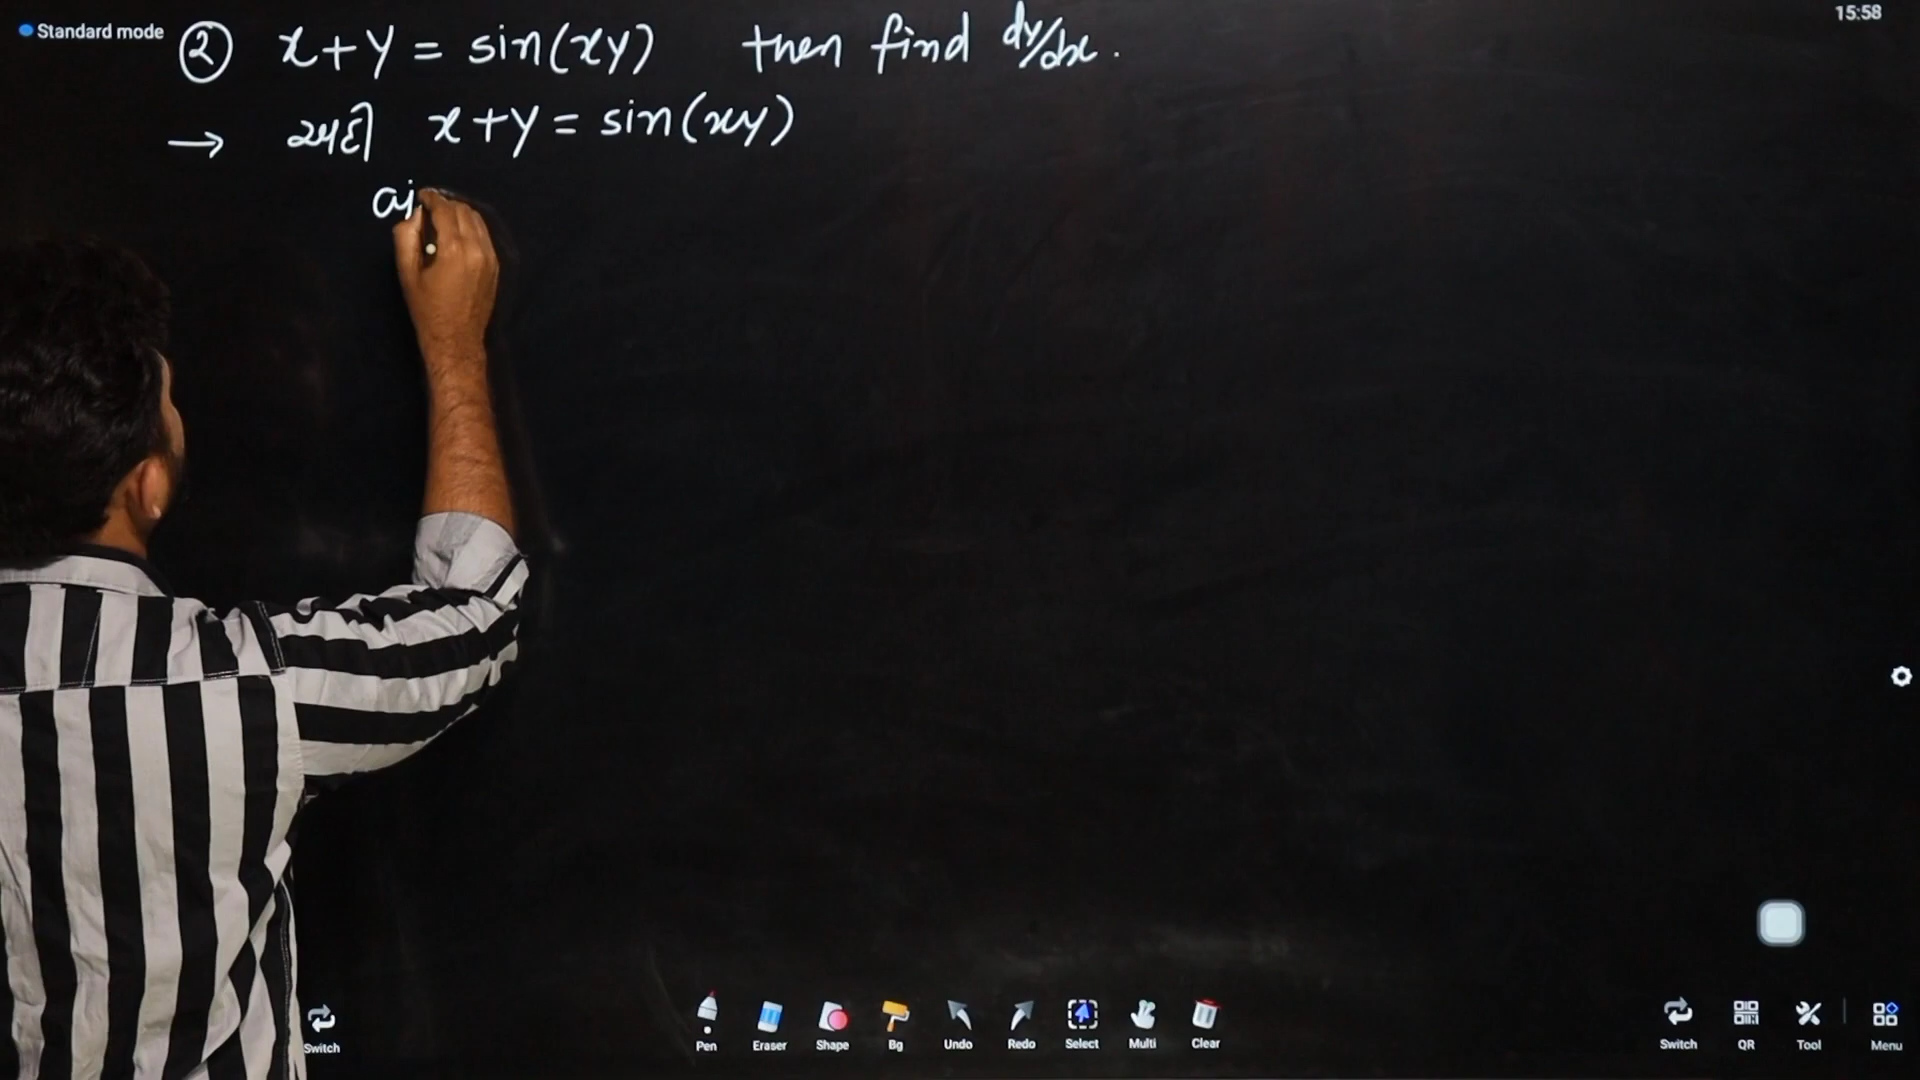 Standard mode
15:58
② x+y = sin(xy) then find dy/dx.
→ અહીં x+y = sin(xy)
Switch
Pen
Eraser
Shape
Bg
Undo
Redo
Select
Multi
Clear
Switch
QR
Tool
Menu